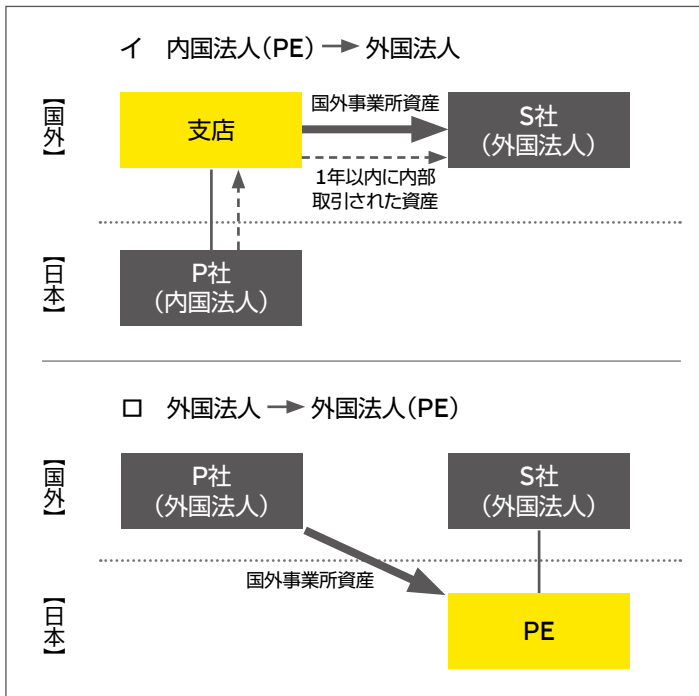 イ 内国法人(PE) → 外国法人
【国外】
支店
国外事業所資産
S社
(外国法人)
1年以内に内部
取引された資産
【日本】
P社
(内国法人)
ロ 外国法人 → 外国法人(PE)
【国外】
P社
(外国法人)
S社
(外国法人)
国外事業所資産
【日本】
PE